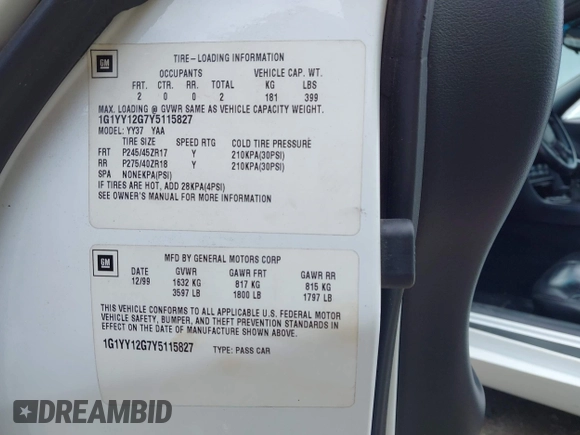 GM
TIRE-LOADING INFORMATION
OCCUPANTS VEHICLE CAP. WT.
FRT. CTR. RR. TOTAL KG LBS
2 0 0 2 181 399
MAX. LOADING @ GVWR SAME AS VEHICLE CAPACITY WEIGHT.
1G1YY12G7Y5115827
MODEL: YY37 YAA
TIRE SIZE SPEED RTG COLD TIRE PRESSURE
FRT P245/45ZR17 Y 210KPA(30PSI)
RR P275/40ZR18 Y 210KPA(30PSI)
SPA NONEKPA(PSI)
IF TIRES ARE HOT, ADD 28KPA(4PSI)
SEE OWNER'S MANUAL FOR MORE INFORMATION
GM
MFD BY GENERAL MOTORS CORP
DATE GVWR GAWR FRT GAWR RR
12/99 1632 KG 817 KG 815 KG
3597 LB 1800 LB 1797 LB
THIS VEHICLE CONFORMS TO ALL APPLICABLE U.S. FEDERAL MOTOR
VEHICLE SAFETY, BUMPER, AND THEFT PREVENTION STANDARDS IN
EFFECT ON THE DATE OF MANUFACTURE SHOWN ABOVE.
1G1YY12G7Y5115827 TYPE: PASS CAR
DREAMBID